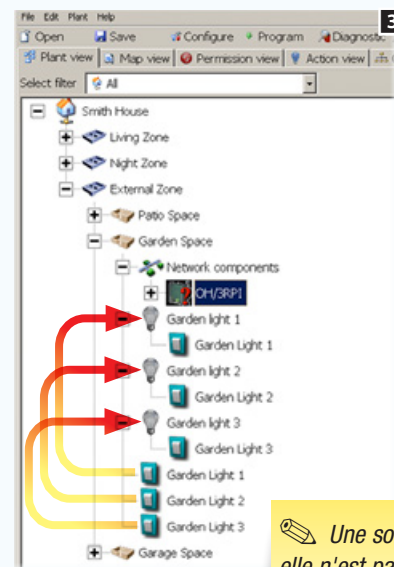 File Edit Plant Help
3
Open Save Configure Program Diagnostic
Plant view Map view Permission view Action view
Select filter All
Smith House
Living Zone
Night Zone
External Zone
Patio Space
Garden Space
Network components
OH/3RPI
Garden light 1
Garden Light 1
Garden light 2
Garden Light 2
Garden light 3
Garden Light 3
Garden Light 1
Garden Light 2
Garden Light 3
Garage Space
Une so
elle n'est pa